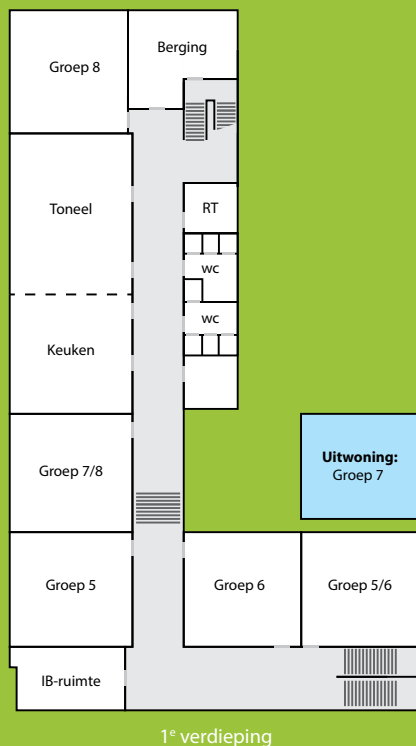 Berging
Groep 8
Toneel
RT
wc
wc
Keuken
Groep 7/8
Uitwoning:
Groep 7
Groep 5
Groep 6
Groep 5/6
IB-ruimte
1e verdieping